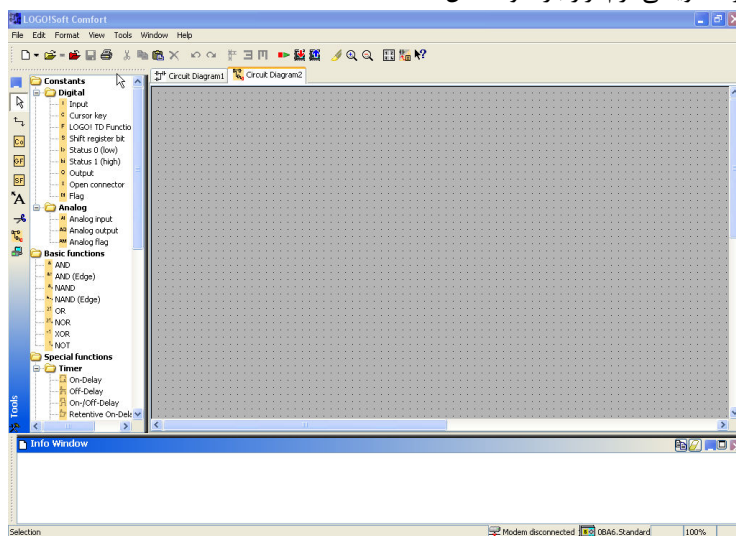 LOGO!Soft Comfort
File Edit Format View Tools Window Help
Constants
Digital
Input
Cursor key
LOGO! TD Functio
Shift register bit
Status 0 (low)
Status 1 (high)
Output
Open connector
Flag
Analog
Analog input
Analog output
Analog flag
Basic functions
AND
AND (Edge)
NAND
NAND (Edge)
OR
NOR
XOR
NOT
Special functions
Timer
On-Delay
Off-Delay
On-/Off-Delay
Retentive On-Dela
Tools
Co
GF
SF
A
Circuit Diagram1
Circuit Diagram2
Info Window
Selection
Modem disconnected
0BA6.Standard
100%